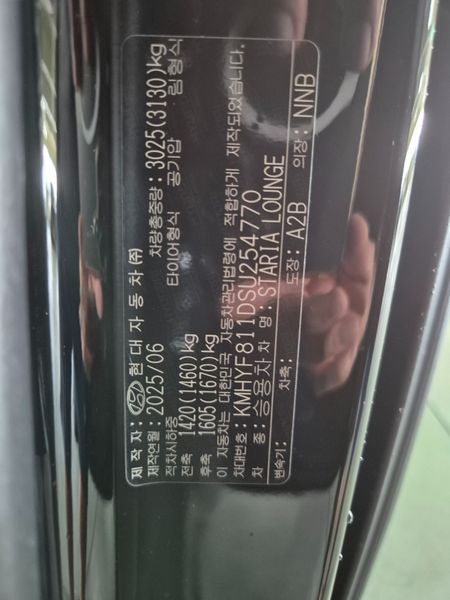 제 작 자: 현 대 자 동 차 ㈜
제작연월: 2025/06 차량총중량: 3025(3130)kg
적차시하중 타이어형식 공기압 림형식
전축 1420(1460)kg
후축 1605(1670)kg
이 자동차는 대한민국 자동차관리법령에 적합하게 제작되었습니다.
차대번호: KMHYF811DSU254770
차 종: 승용차 차 명: STARIA LOUNGE
변속기: 차축: 도장: A2B 의장: NNB